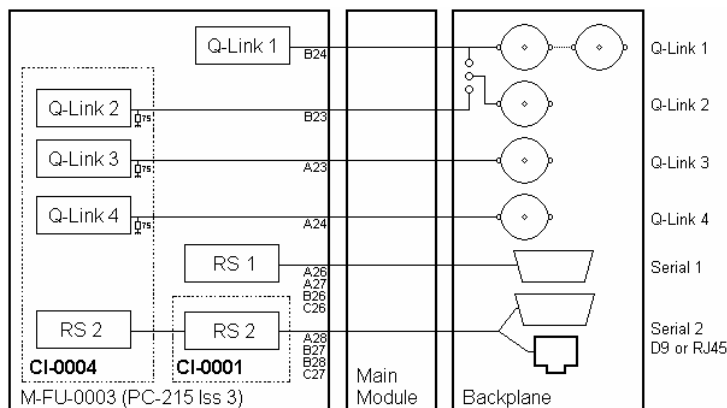 Q-Link 1
B24
Q-Link 1
Q-Link 2
75
B23
Q-Link 2
Q-Link 3
75
A23
Q-Link 3
Q-Link 4
75
A24
Q-Link 4
RS 1
A26
A27
B26
C26
Serial 1
RS 2
RS 2
A28
B27
B28
C27
Serial 2
D9 or RJ45
CI-0004
CI-0001
M-FU-0003 (PC-215 Iss 3)
Main
Module
Backplane